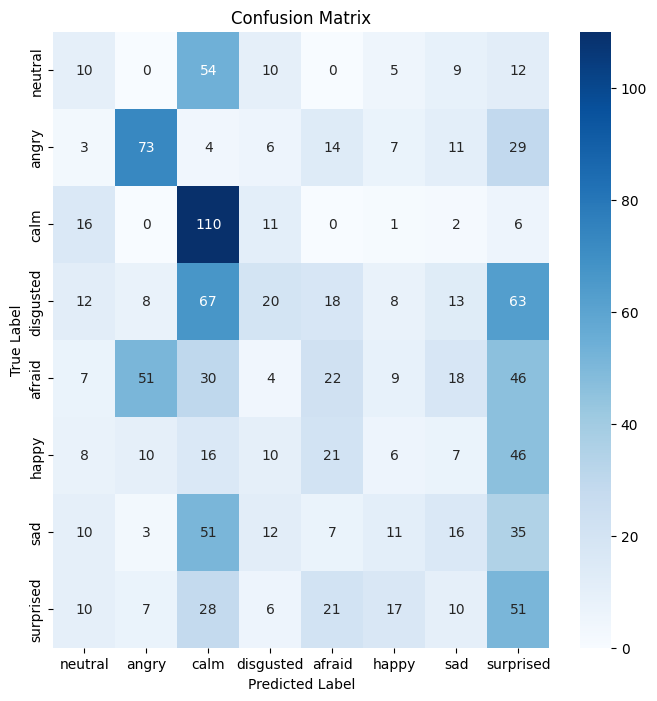 Confusion Matrix
True Label
neutral 10 0 54 10 0 5 9 12
angry 3 73 4 6 14 7 11 29
calm 16 0 110 11 0 1 2 6
disgusted 12 8 67 20 18 8 13 63
afraid 7 51 30 4 22 9 18 46
happy 8 10 16 10 21 6 7 46
sad 10 3 51 12 7 11 16 35
surprised 10 7 28 6 21 17 10 51
neutral angry calm disgusted afraid happy sad surprised
Predicted Label
100
80
60
40
20
0